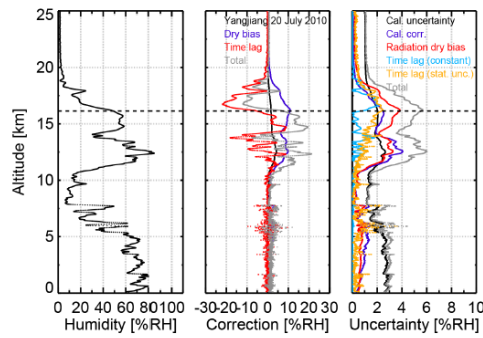 Yangjiang 20 July 2010
Dry bias
Time lag
Total
Cal. uncertainty
Cal. corr.
Radiation dry bias
Time lag (constant)
Time lag (stat. unc.)
Total
Altitude [km]
25
20
15
10
5
0
0 20 40 60 80 100
-30 -20 -10 0 10 20 30
0 2 4 6 8 10
Humidity [%RH]
Correction [%RH]
Uncertainty [%RH]